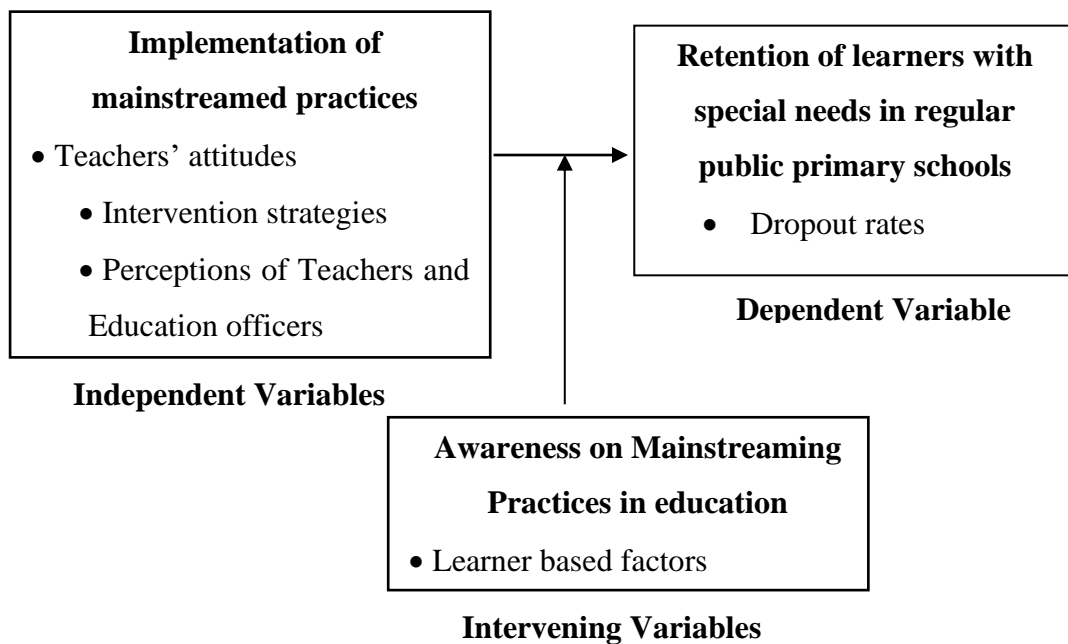 Implementation of
mainstreamed practices
• Teachers’ attitudes
• Intervention strategies
• Perceptions of Teachers and
Education officers
Independent Variables
Retention of learners with
special needs in regular
public primary schools
• Dropout rates
Dependent Variable
Awareness on Mainstreaming
Practices in education
• Learner based factors
Intervening Variables